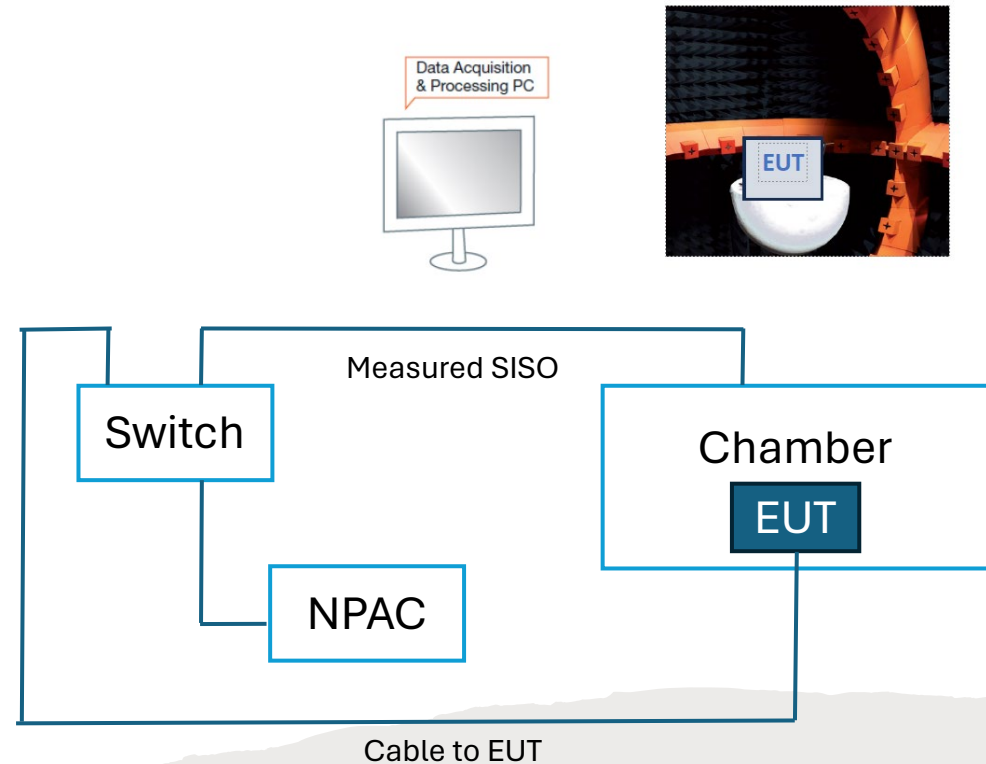 Data Acquisition
& Processing PC
EUT
Measured SISO
Switch
Chamber
EUT
NPAC
Cable to EUT